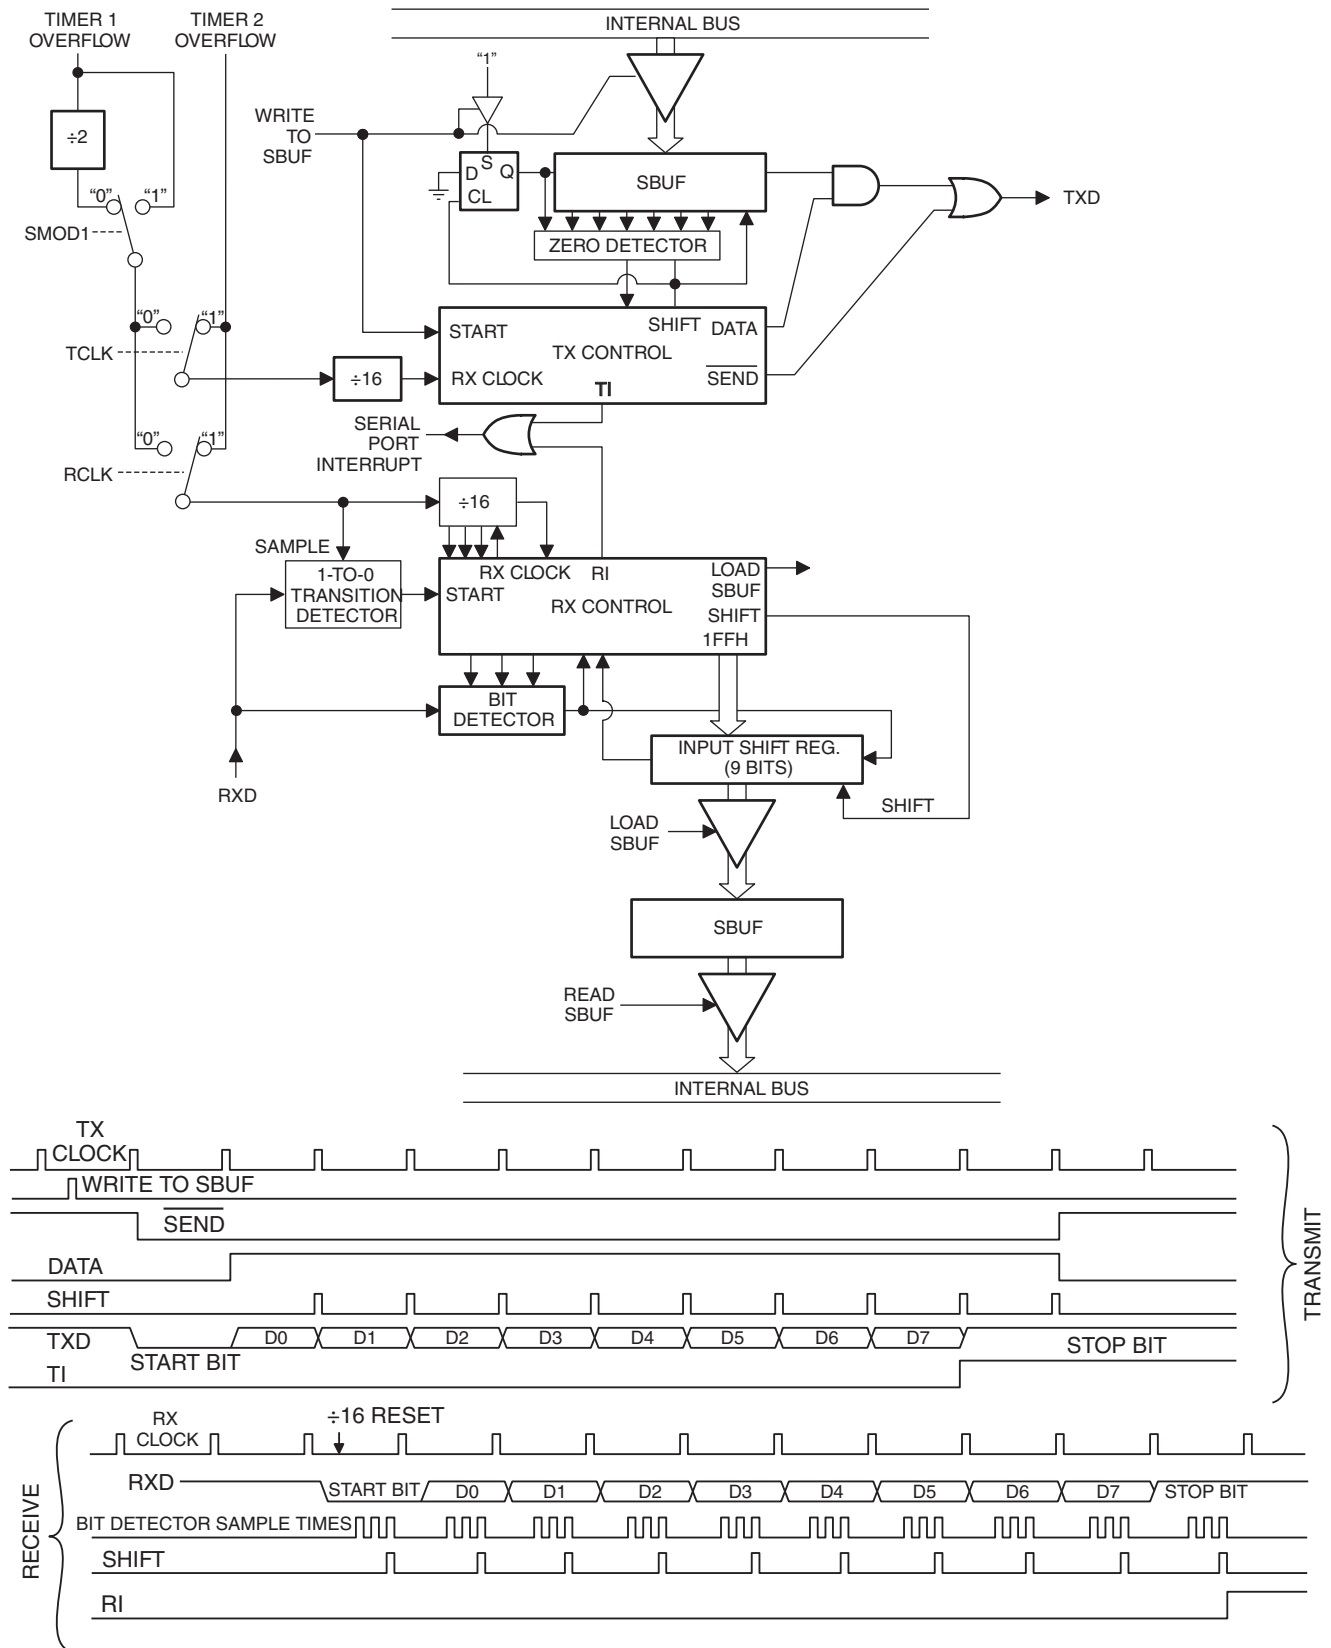 TIMER 1
OVERFLOW
TIMER 2
OVERFLOW
INTERNAL BUS
"1"
WRITE
TO
SBUF
÷2
"0"
"1"
SMOD1
D
S
Q
CL
SBUF
TXD
ZERO DETECTOR
"0"
"1"
TCLK
START
SHIFT
DATA
TX CONTROL
÷16
RX CLOCK
TI
SEND
"0"
"1"
RCLK
SERIAL
PORT
INTERRUPT
÷16
SAMPLE
1-TO-0
TRANSITION
DETECTOR
RX CLOCK
RI
LOAD
SBUF
START
RX CONTROL
SHIFT
1FFH
BIT
DETECTOR
RXD
INPUT SHIFT REG.
(9 BITS)
SHIFT
LOAD
SBUF
SBUF
READ
SBUF
INTERNAL BUS
TX
CLOCK
WRITE TO SBUF
SEND
DATA
SHIFT
TXD
START BIT
D0
D1
D2
D3
D4
D5
D6
D7
STOP BIT
TI
TRANSMIT
RX
CLOCK
÷16 RESET
RXD
START BIT
D0
D1
D2
D3
D4
D5
D6
D7
STOP BIT
BIT DETECTOR SAMPLE TIMES
SHIFT
RI
RECEIVE